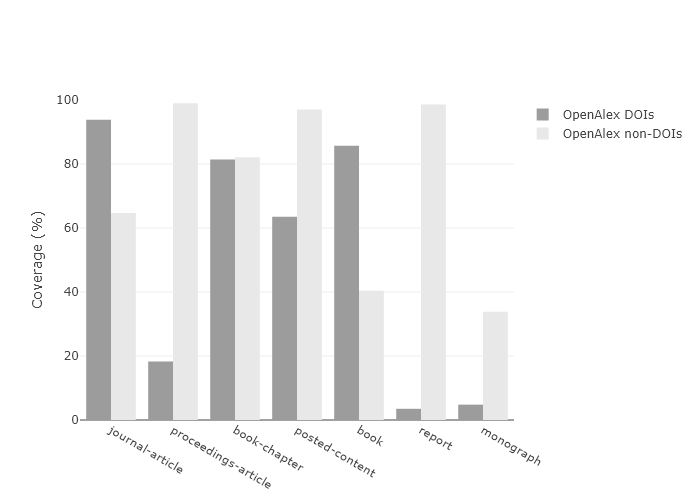 100
80
60
40
20
0
Coverage (%)
journal-article
proceedings-article
book-chapter
posted-content
book
report
monograph
OpenAlex DOIs
OpenAlex non-DOIs